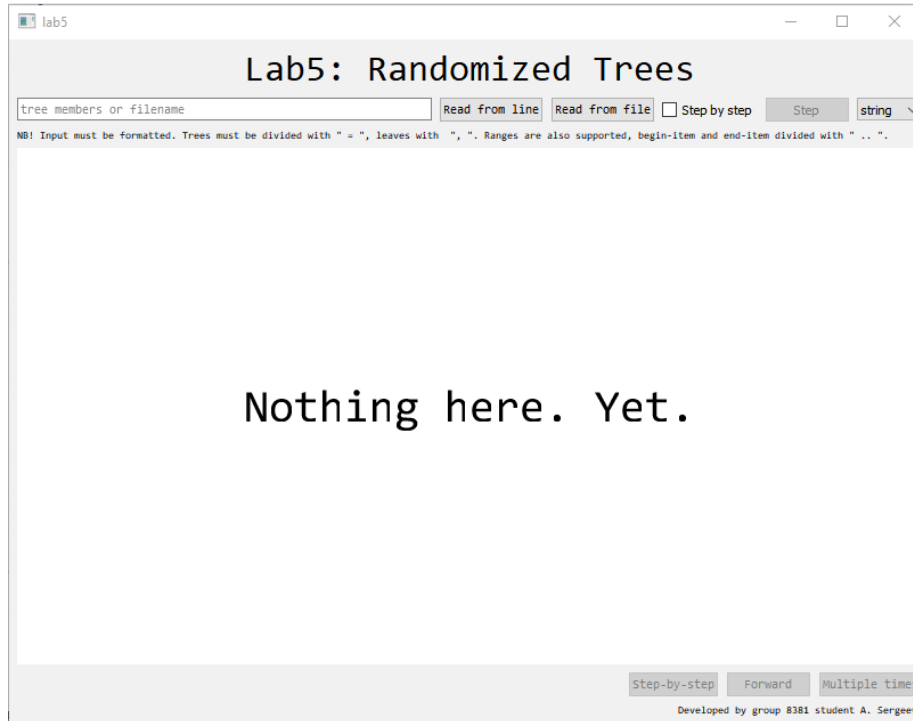 lab5
Lab5: Randomized Trees
tree members or filename Read from line Read from file Step by step Step string
NB! Input must be formatted. Trees must be divided with " = ", leaves with ", ". Ranges are also supported, begin-item and end-item divided with " .. ".
Nothing here. Yet.
Step-by-step Forward Multiple time
Developed by group 8381 student A. Sergee